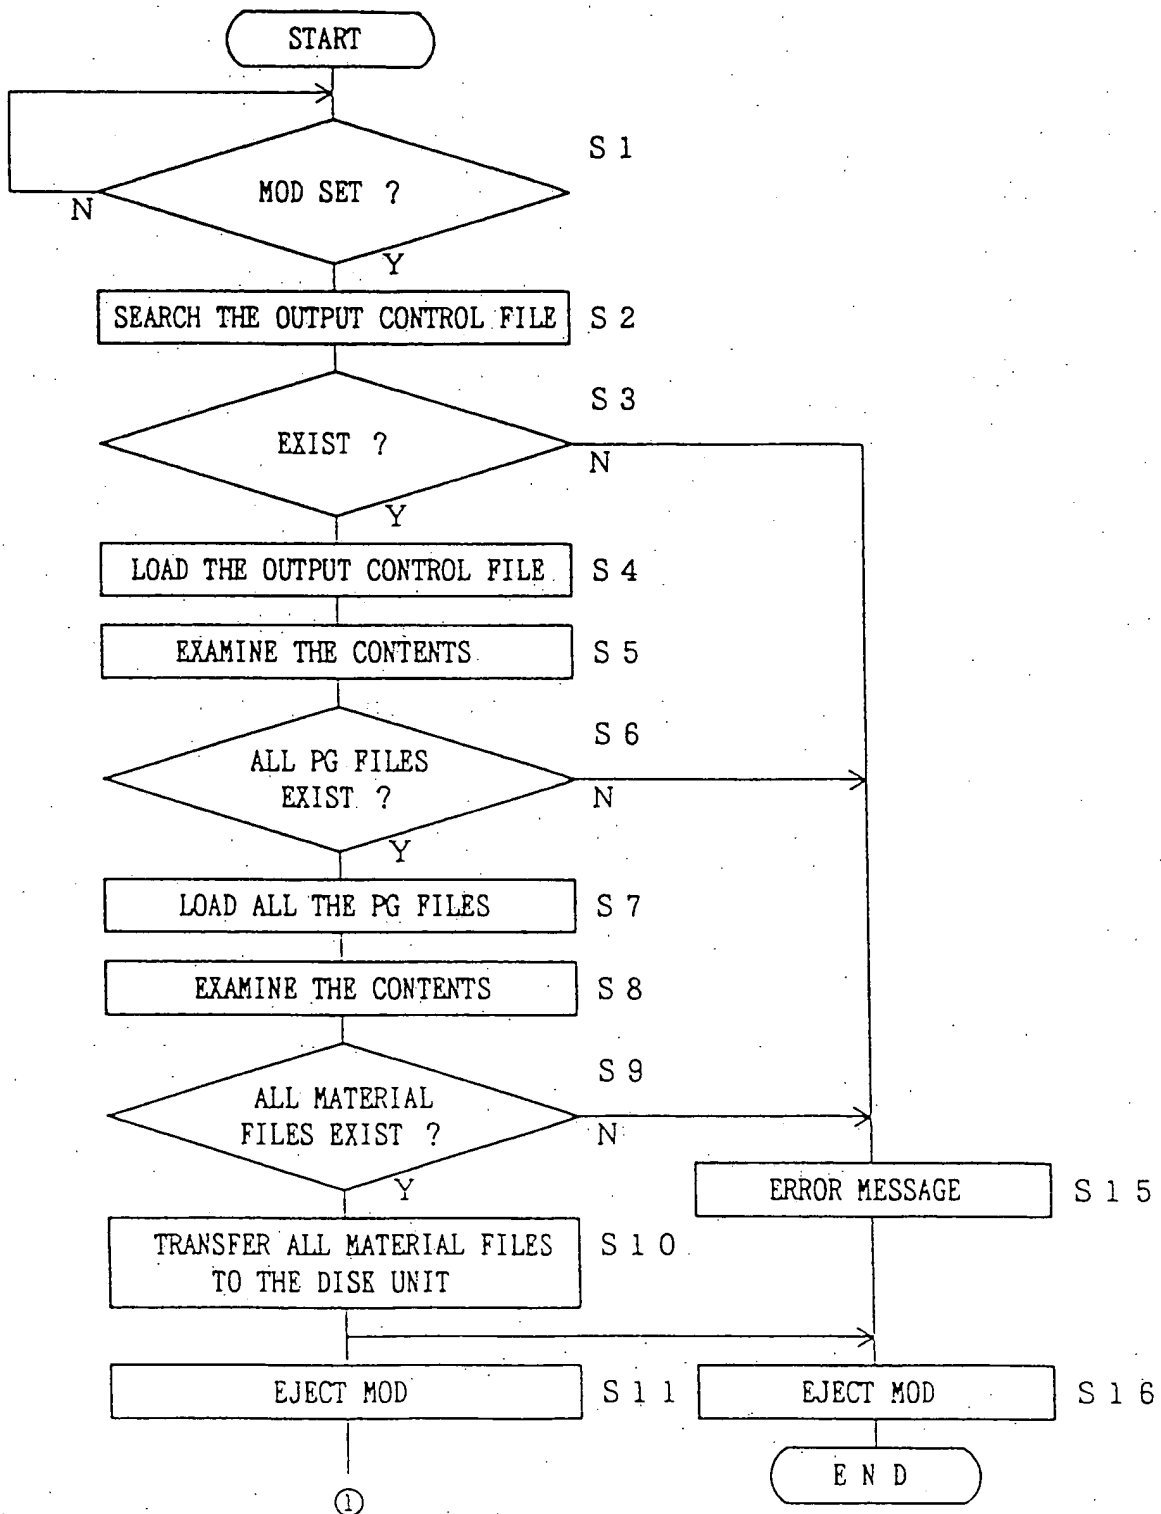 START
S 1
MOD SET ?
N
Y
SEARCH THE OUTPUT CONTROL FILE
S 2
S 3
EXIST ?
N
Y
LOAD THE OUTPUT CONTROL FILE
S 4
EXAMINE THE CONTENTS
S 5
S 6
ALL PG FILES
EXIST ?
N
Y
LOAD ALL THE PG FILES
S 7
EXAMINE THE CONTENTS
S 8
S 9
ALL MATERIAL
FILES EXIST ?
N
Y
ERROR MESSAGE
S 1 5
TRANSFER ALL MATERIAL FILES
TO THE DISK UNIT
S 1 0
EJECT MOD
S 1 1
EJECT MOD
S 1 6
E N D
①